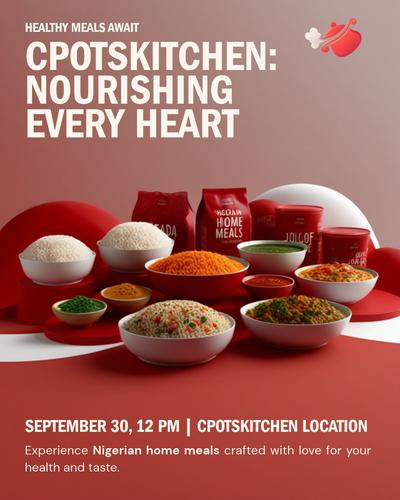 HEALTHY MEALS AWAIT
CPOTSKITCHEN:
NOURISHING
EVERY HEART
HOME
MEALS
SEPTEMBER 30, 12 PM | CPOTSKITCHEN LOCATION
Experience Nigerian home meals crafted with love for your
health and taste.